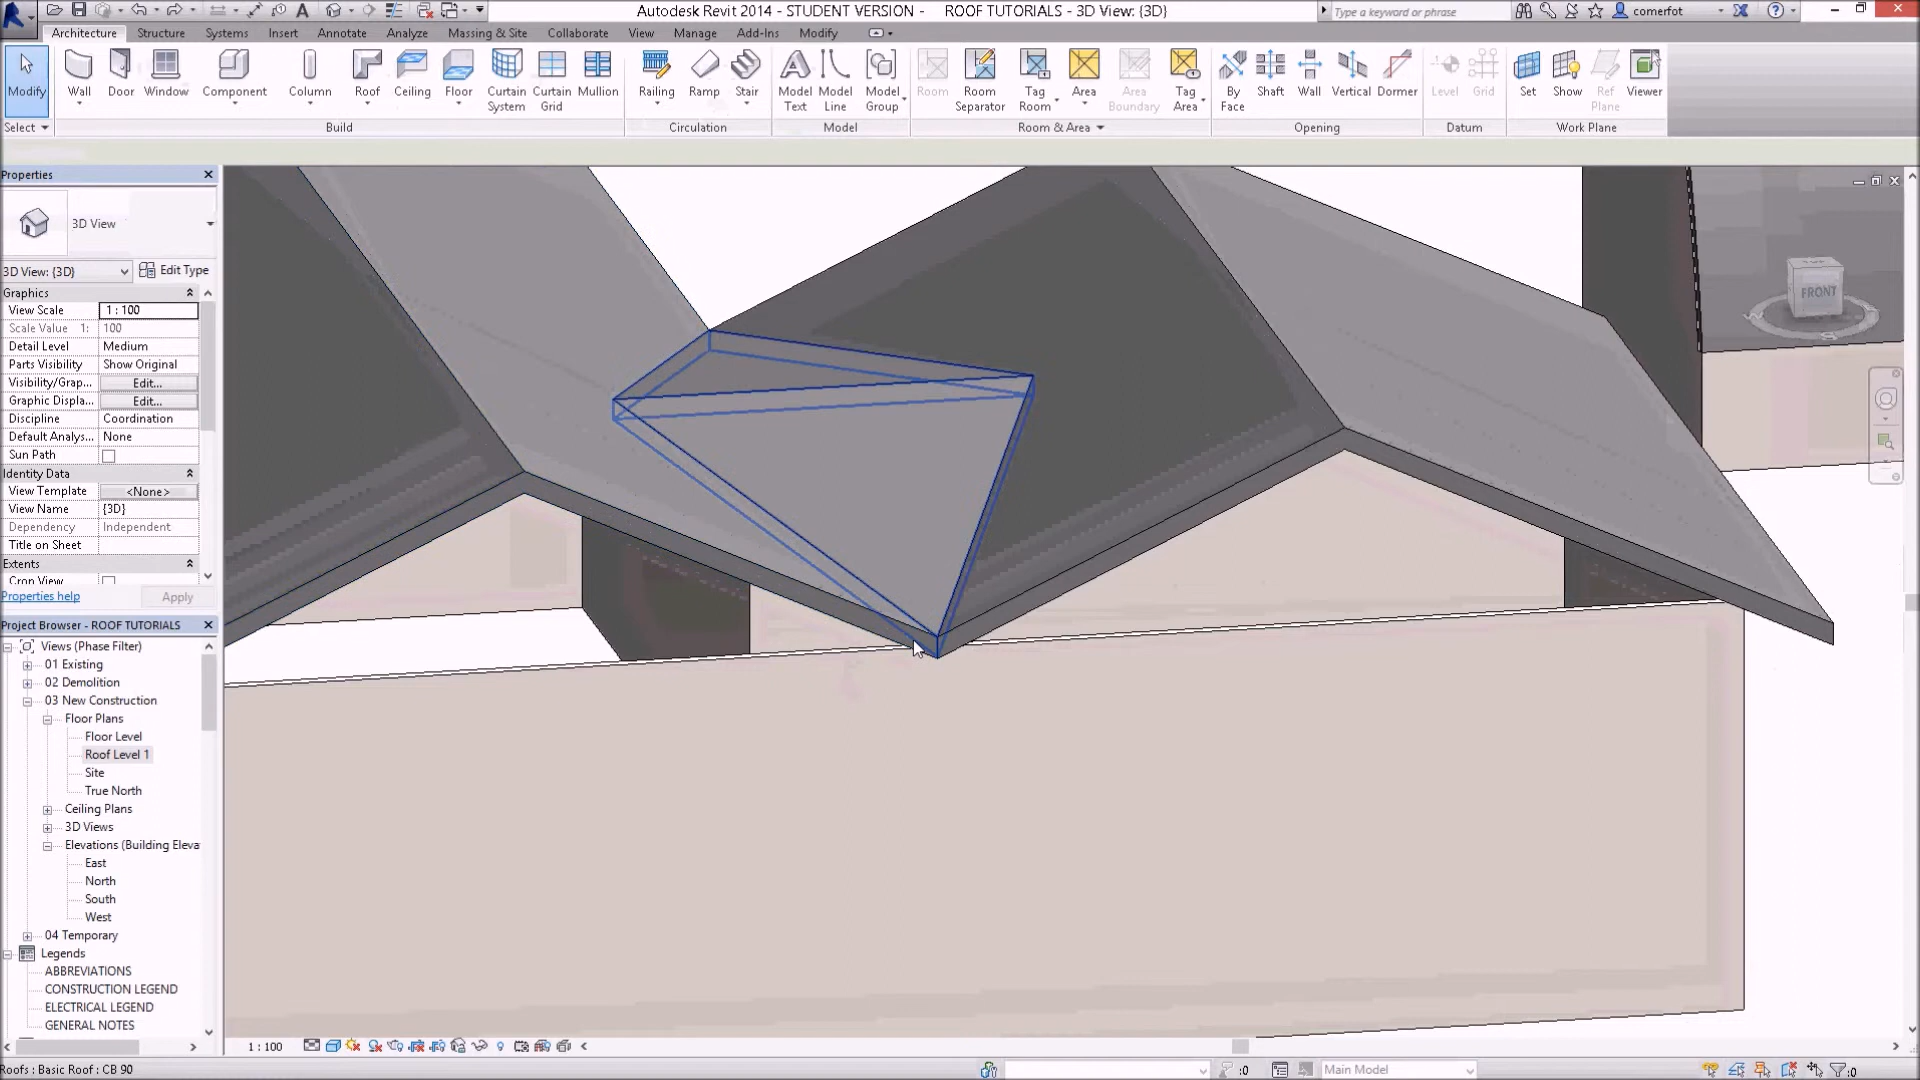 Autodesk Revit 2014 - STUDENT VERSION - ROOF TUTORIALS - 3D View: {3D}
Type a keyword or phrase
comerfot
Architecture Structure Systems Insert Annotate Analyze Massing & Site Collaborate View Manage Add-Ins Modify
Modify Wall Door Window Component Column Roof Ceiling Floor Curtain System Curtain Grid Mullion Railing Ramp Stair Model Text Model Line Model Group Room Room Separator Tag Room Area Area Boundary Tag Area By Face Shaft Wall Vertical Dormer Level Grid Set Show Ref Plane Viewer
Select Build Circulation Model Room & Area Opening Datum Work Plane
Properties
3D View
3D View: {3D} Edit Type
Graphics
View Scale 1 : 100
Scale Value 1: 100
Detail Level Medium
Parts Visibility Show Original
Visibility/Grap... Edit...
Graphic Displa... Edit...
Discipline Coordination
Default Analys... None
Sun Path
Identity Data
View Template <None>
View Name {3D}
Dependency Independent
Title on Sheet
Extents
Crop View
Properties help Apply
Project Browser - ROOF TUTORIALS
Views (Phase Filter)
01 Existing
02 Demolition
03 New Construction
Floor Plans
Floor Level
Roof Level 1
Site
True North
Ceiling Plans
3D Views
Elevations (Building Eleva
East
North
South
West
04 Temporary
Legends
ABBREVIATIONS
CONSTRUCTION LEGEND
ELECTRICAL LEGEND
GENERAL NOTES
FRONT
W S
1 : 100
Roofs : Basic Roof : CB 90
:0
Main Model
:0